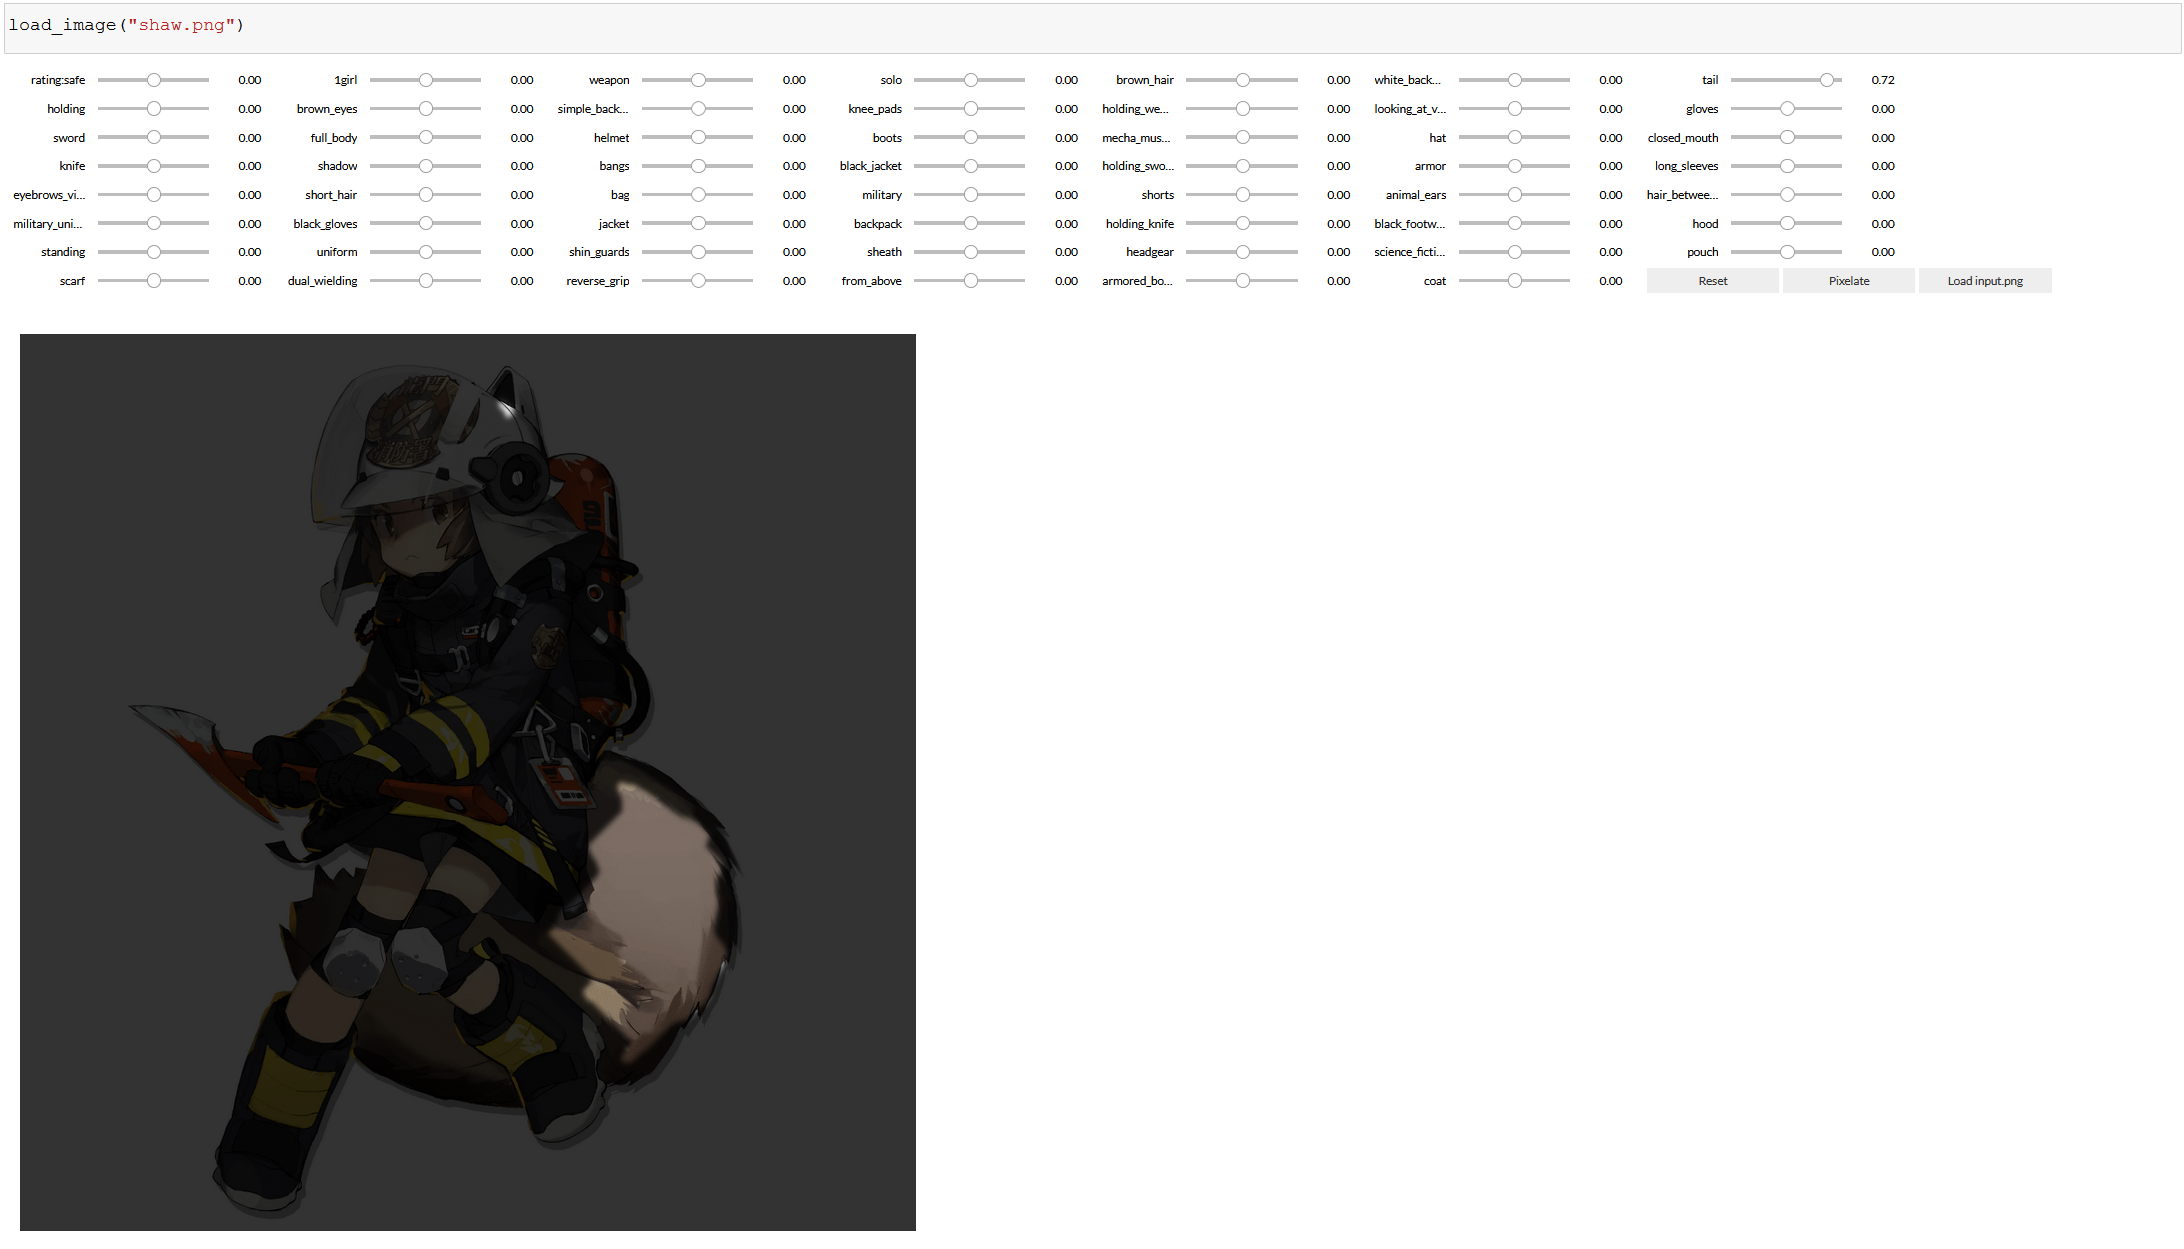 load_image("shaw.png")
rating:safe 0.00 1girl 0.00 weapon 0.00 solo 0.00 brown_hair 0.00 white_back... 0.00 tail 0.72
holding 0.00 brown_eyes 0.00 simple_back... 0.00 knee_pads 0.00 holding_we... 0.00 looking_at_v... 0.00 gloves 0.00
sword 0.00 full_body 0.00 helmet 0.00 boots 0.00 mecha_mus... 0.00 hat 0.00 closed_mouth 0.00
knife 0.00 shadow 0.00 bangs 0.00 black_jacket 0.00 holding_swo... 0.00 armor 0.00 long_sleeves 0.00
eyebrows_vi... 0.00 short_hair 0.00 bag 0.00 military 0.00 shorts 0.00 animal_ears 0.00 hair_betwee... 0.00
military_uni... 0.00 black_gloves 0.00 jacket 0.00 backpack 0.00 holding_knife 0.00 black_footw... 0.00 hood 0.00
standing 0.00 uniform 0.00 shin_guards 0.00 sheath 0.00 headgear 0.00 science_ficti... 0.00 pouch 0.00
scarf 0.00 dual_wielding 0.00 reverse_grip 0.00 from_above 0.00 armored_bo... 0.00 coat 0.00 Reset Pixelate Load input.png